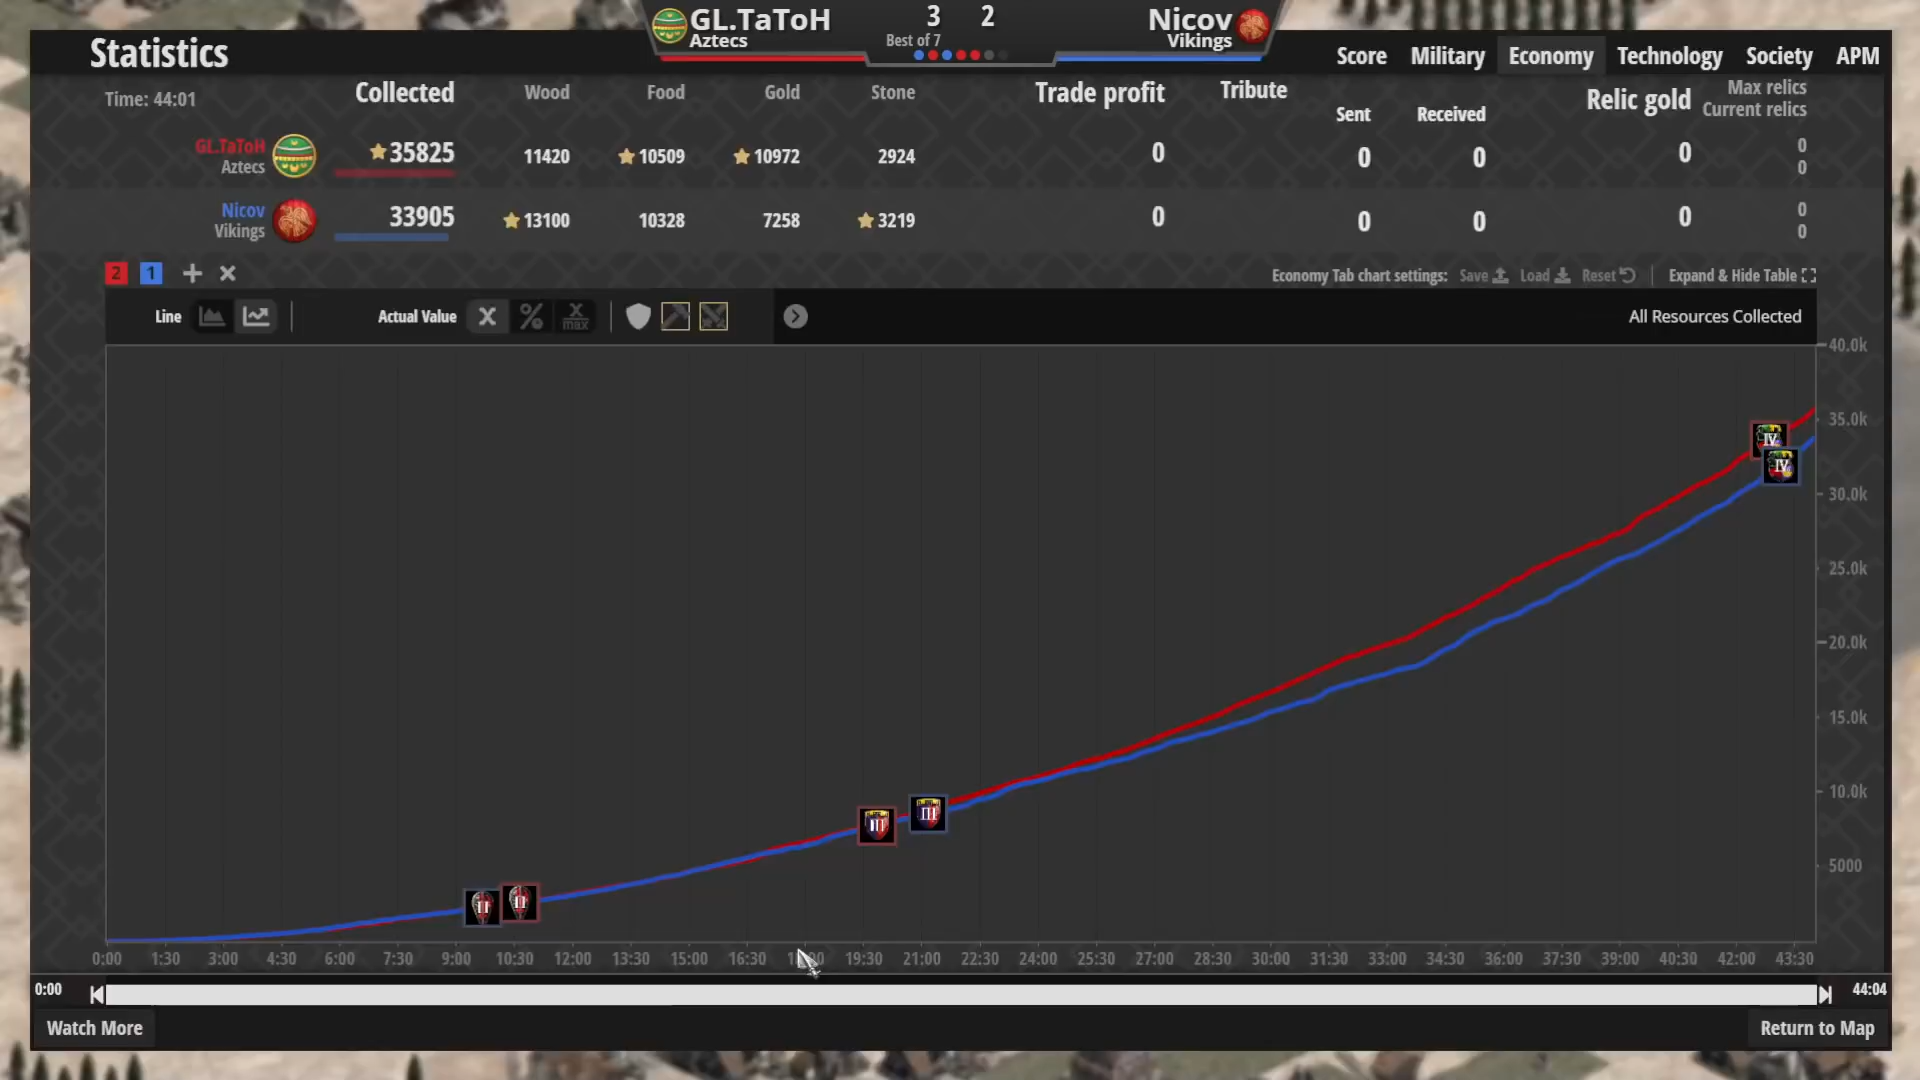 GL.TaToH
Aztecs
3 2
Best of 7
Nicov
Vikings
Statistics
Score Military Economy Technology Society APM
Time: 44:01
Collected Wood Food Gold Stone Trade profit Tribute Sent Received Relic gold Max relics
Current relics
GL.TaToH
Aztecs
35825 11420 10509 10972 2924 0 0 0 0 0
0
Nicov
Vikings
33905 13100 10328 7258 3219 0 0 0 0 0
0
2 1
Economy Tab chart settings: Save Load Reset Expand & Hide Table
Line Actual Value X % X
max
All Resources Collected
40.0k
35.0k
IV
IV
30.0k
25.0k
20.0k
15.0k
10.0k
III
III
5000
II
II
0:00 1:30 3:00 4:30 6:00 7:30 9:00 10:30 12:00 13:30 15:00 16:30 19:30 21:00 22:30 24:00 25:30 27:00 28:30 30:00 31:30 33:00 34:30 36:00 37:30 39:00 40:30 42:00 43:30
0:00 44:04
Watch More Return to Map